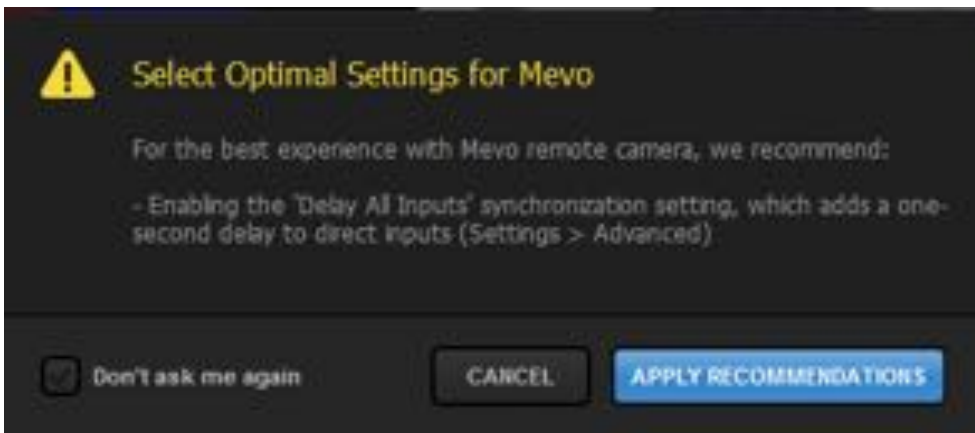 Select Optimal Settings for Mevo
For the best experience with Mevo remote camera, we recommend:
- Enabling the 'Delay All Inputs' synchronization setting, which adds a one-
second delay to direct inputs (Settings > Advanced)
Don't ask me again
CANCEL
APPLY RECOMMENDATIONS